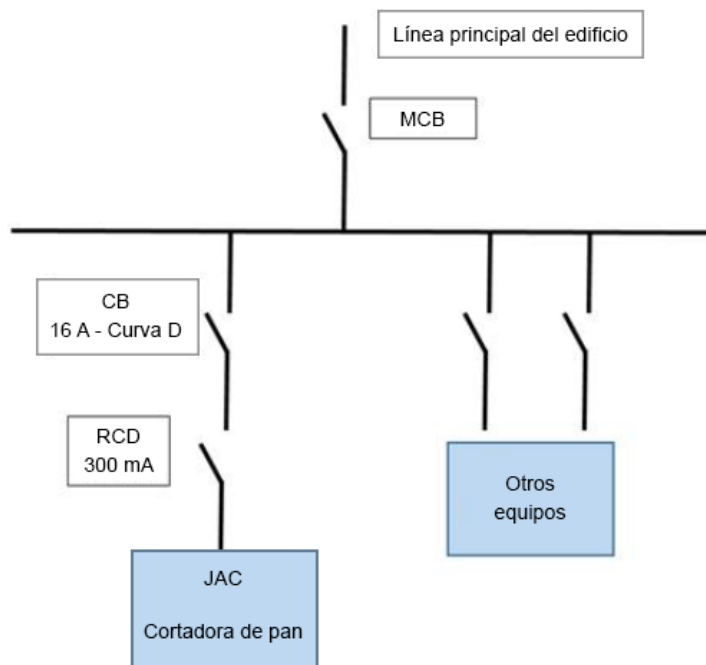 Línea principal del edificio
MCB
CB
16 A - Curva D
RCD
300 mA
Otros
equipos
JAC
Cortadora de pan